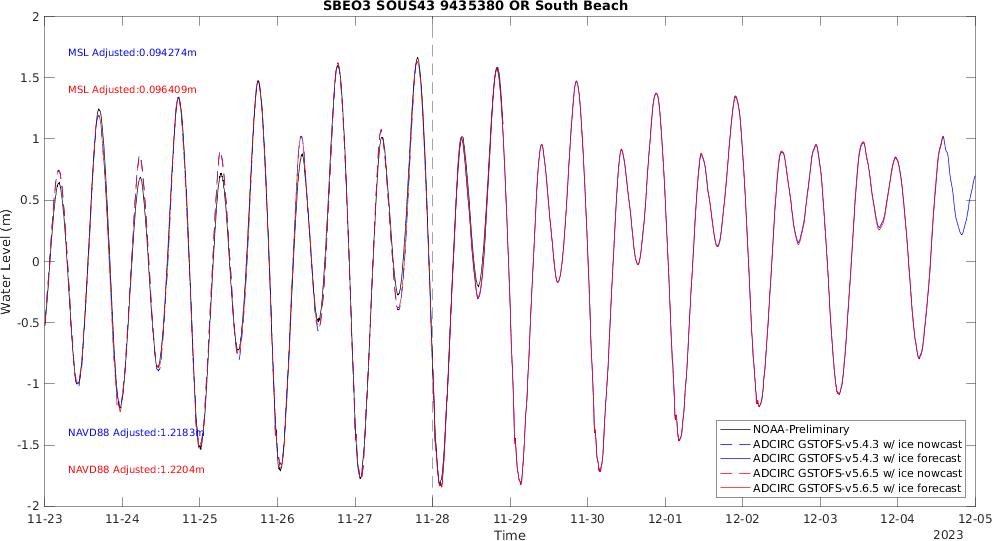 SBEO3 SOUS43 9435380 OR South Beach
MSL Adjusted:0.094274m
MSL Adjusted:0.096409m
NAVD88 Adjusted:1.2183m
NAVD88 Adjusted:1.2204m
Water Level (m)
2
1.5
1
0.5
0
-0.5
-1
-1.5
-2
NOAA-Preliminary
ADCIRC GSTOFS-v5.4.3 w/ ice nowcast
ADCIRC GSTOFS-v5.4.3 w/ ice forecast
ADCIRC GSTOFS-v5.6.5 w/ ice nowcast
ADCIRC GSTOFS-v5.6.5 w/ ice forecast
11-23 11-24 11-25 11-26 11-27 11-28 11-29 11-30 12-01 12-02 12-03 12-04 12-05
Time
2023